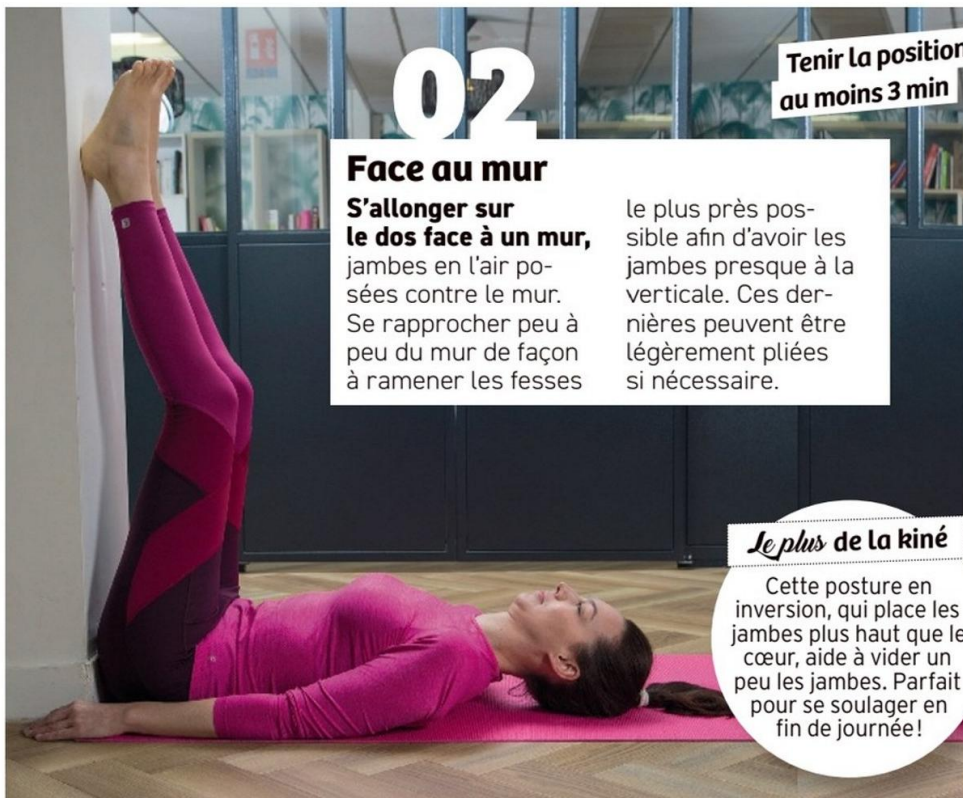 02
Tenir la position
au moins 3 min
Face au mur
S'allonger sur
le dos face à un mur,
jambes en l'air po-
sées contre le mur.
Se rapprocher peu à
peu du mur de façon
à ramener les fesses
le plus près pos-
sible afin d'avoir les
jambes presque à la
verticale. Ces der-
nières peuvent être
légèrement pliées
si nécessaire.
Le plus de la kiné
Cette posture en
inversion, qui place les
jambes plus haut que le
cœur, aide à vider un
peu les jambes. Parfait
pour se soulager en
fin de journée!